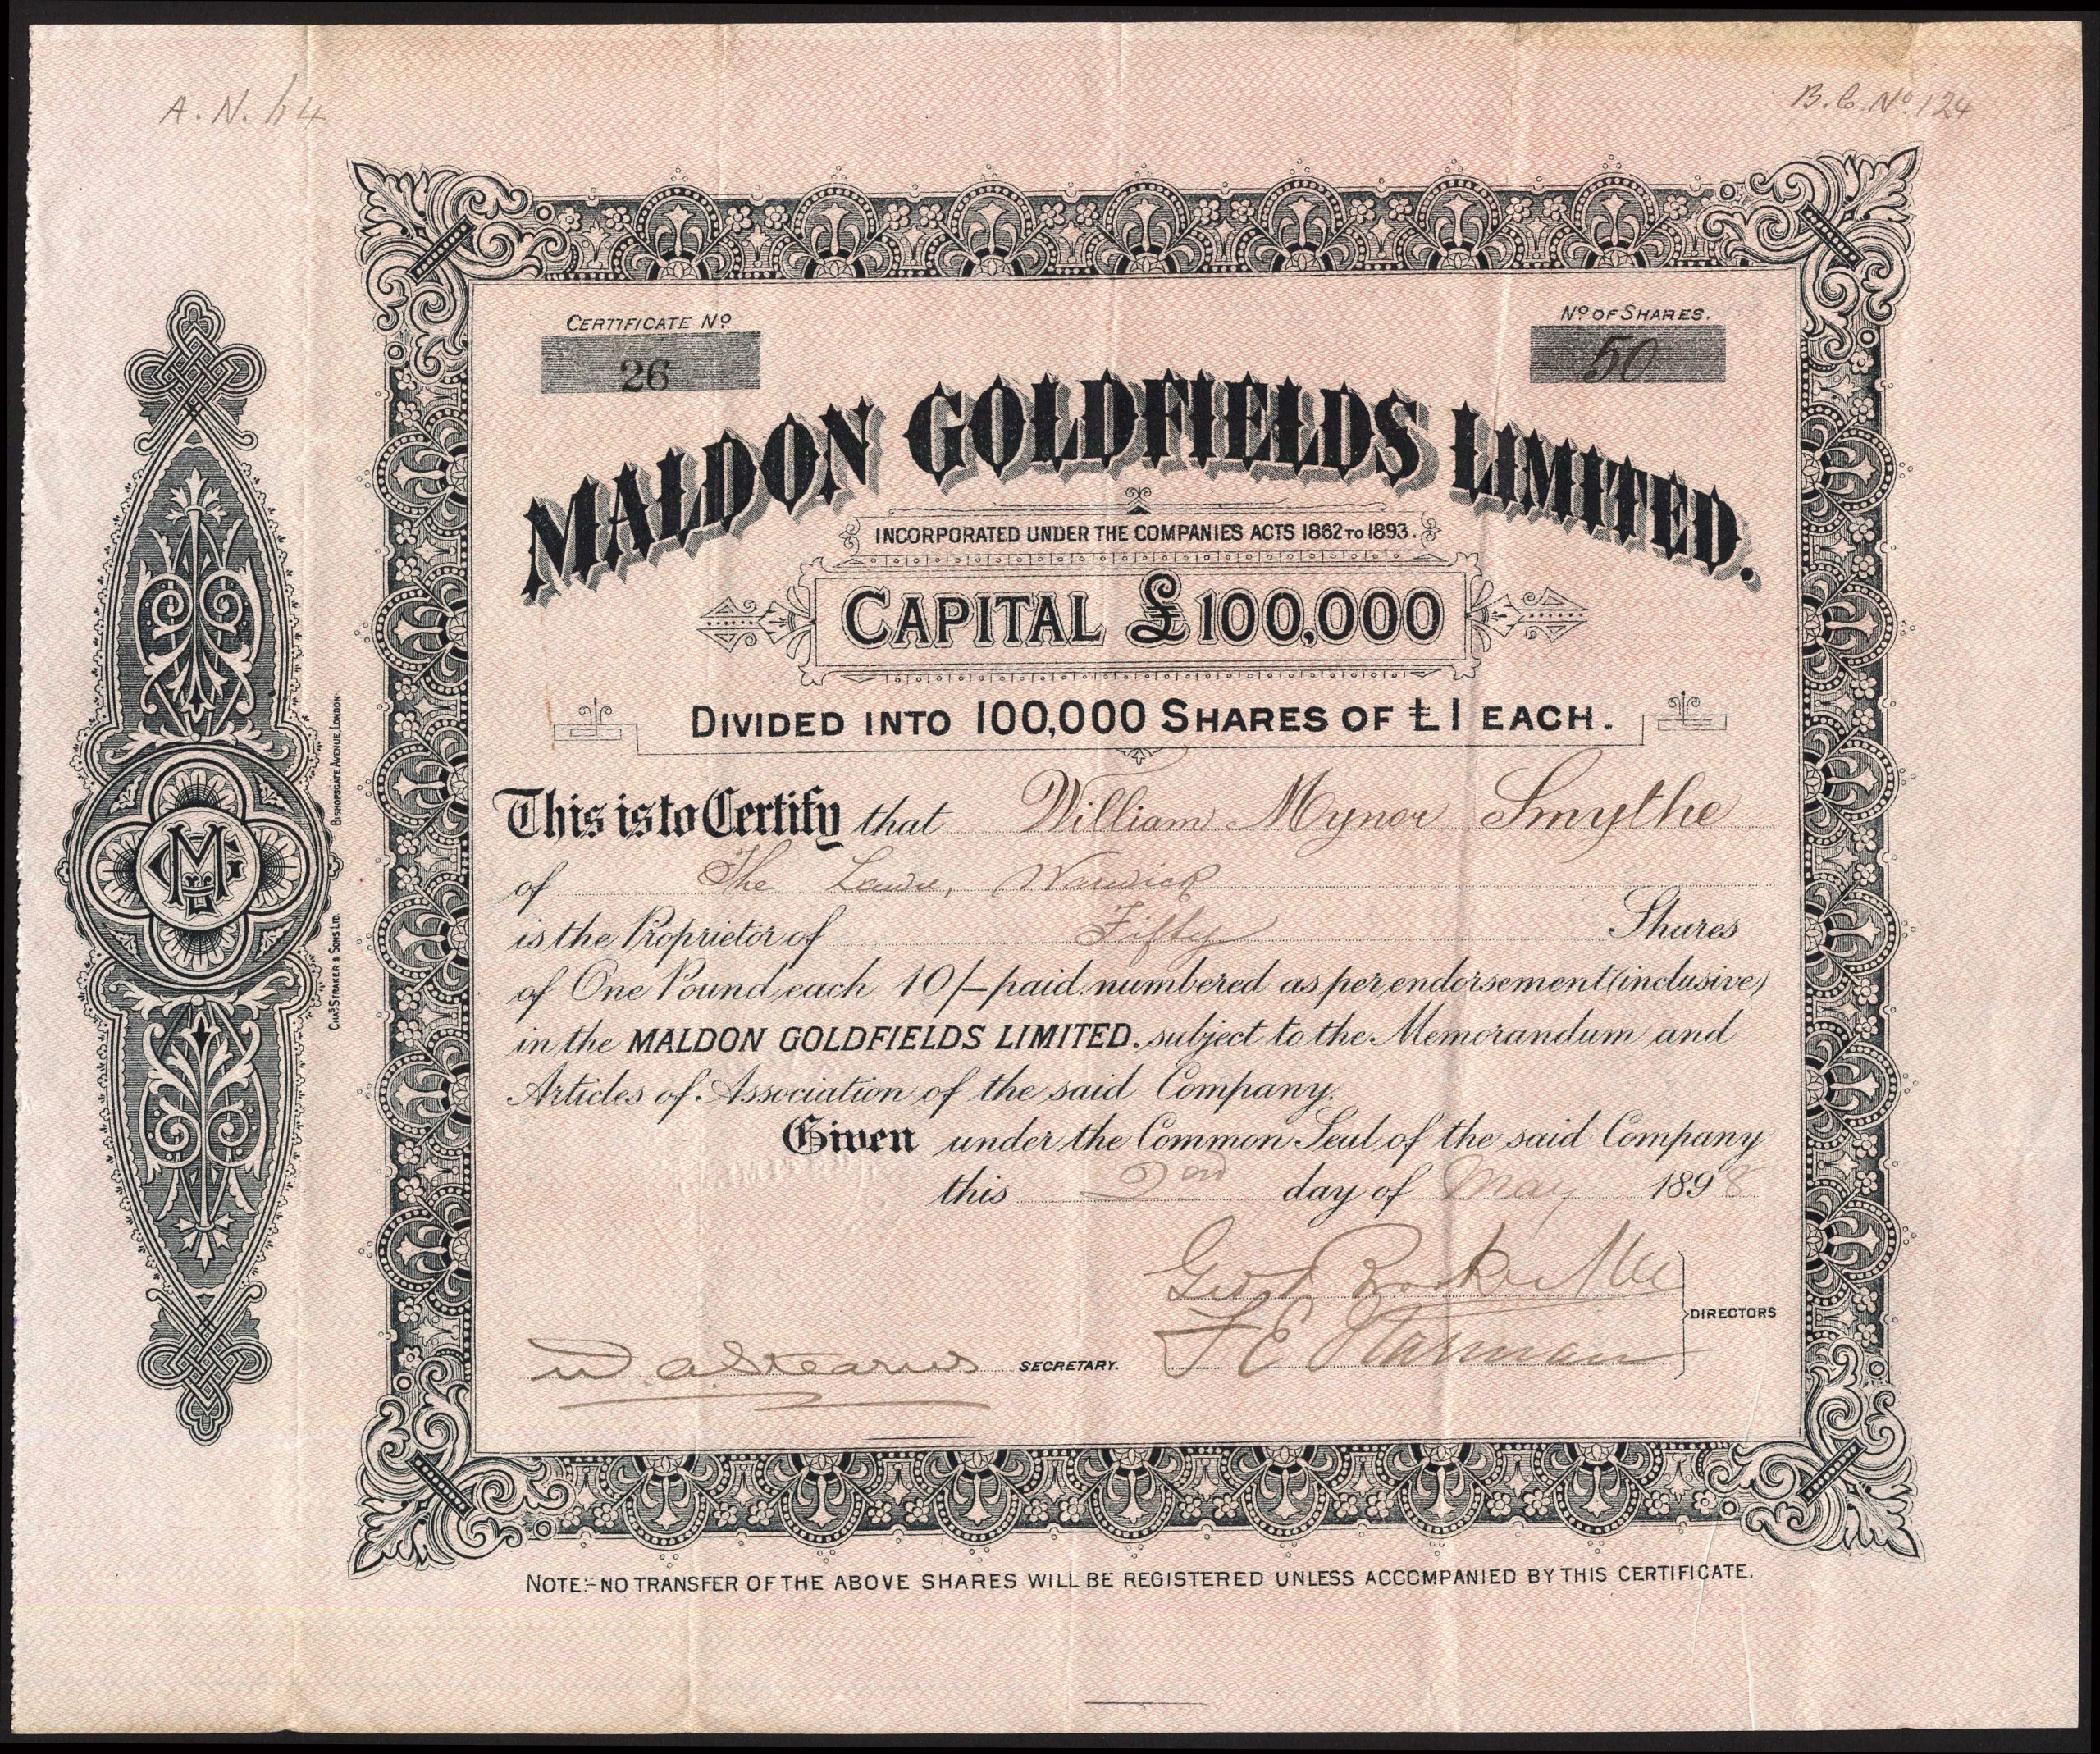 A. N. 64
B. C. No. 124
CERTIFICATE No.
26
No. OF SHARES.
50
MALDON GOLDFIELDS LIMITED.
INCORPORATED UNDER THE COMPANIES ACTS 1862 TO 1893.
CAPITAL £100,000
DIVIDED INTO 100,000 SHARES OF £1 EACH.
This is to Certify that William Mynor Smythe
of The Warwick
is the Proprietor of Fifty Shares
of One Pound each 10/- paid numbered as per endorsement (inclusive)
in the MALDON GOLDFIELDS LIMITED. subject to the Memorandum and
Articles of Association of the said Company.
Given under the Common Seal of the said Company
this 2nd day of May 1898
F E Harman
DIRECTORS
W. A. Stearns SECRETARY.
NOTE:- NO TRANSFER OF THE ABOVE SHARES WILL BE REGISTERED UNLESS ACCOMPANIED BY THIS CERTIFICATE.
CHAS STRAKER & SONS LTD. BISHOPSGATE AVENUE, LONDON